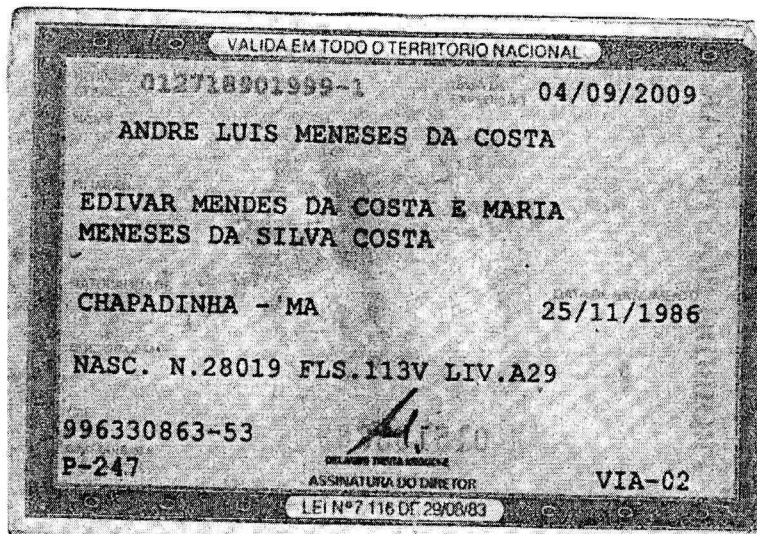 VALIDA EM TODO O TERRITORIO NACIONAL
012718901999-1 04/09/2009
ANDRE LUIS MENESES DA COSTA
EDIVAR MENDES DA COSTA E MARIA
MENESES DA SILVA COSTA
CHAPADINHA - MA 25/11/1986
NASC. N.28019 FLS.113V LIV.A29
996330863-53
P-247
ASSINATURA DO DIRETOR VIA-02
LEI Nº 7.116 DE 29/08/83